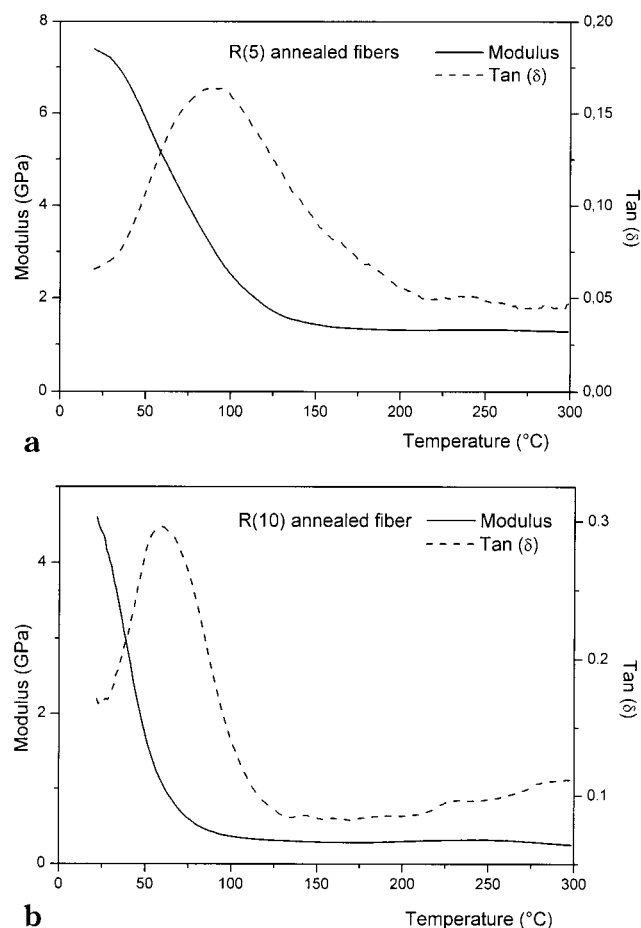 8
0,20
R(5) annealed fibers
Modulus
Tan (δ)
6
0,15
Modulus (GPa)
4
0,10
Tan (δ)
2
0,05
0
0,00
0
50
100
150
200
250
300
a
Temperature (°C)
R(10) annealed fiber
Modulus
Tan (δ)
0.3
4
Modulus (GPa)
0.2
Tan (δ)
2
0.1
0
0
50
100
150
200
250
300
b
Temperature (°C)